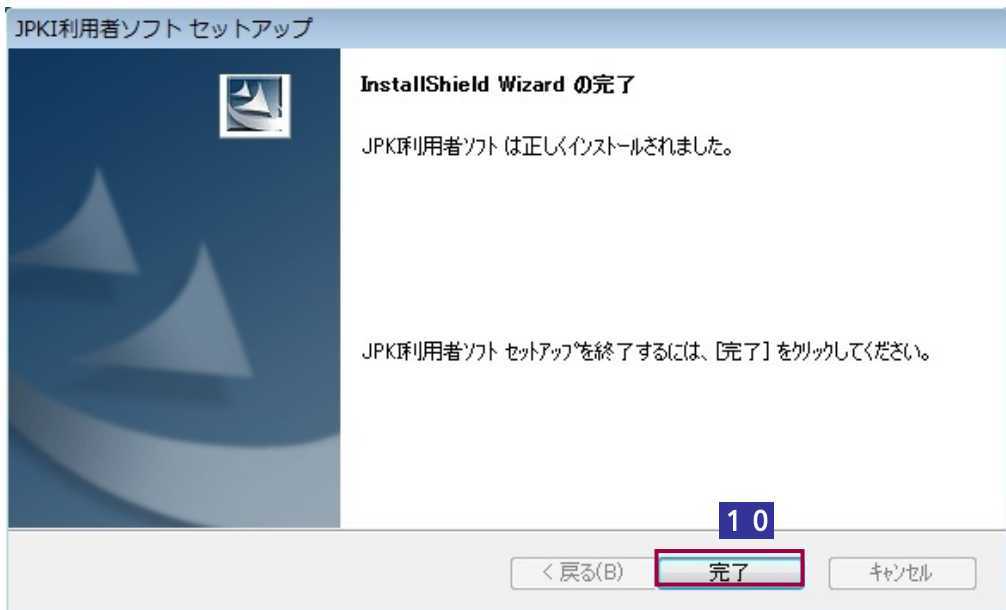 JPKI利用者ソフト セットアップ
InstallShield Wizard の完了
JPKI利用者ソフト は正しくインストールされました。
JPKI利用者ソフト セットアップを終了するには、[完了] をクリックしてください。
10
< 戻る(B) 完了 キャンセル